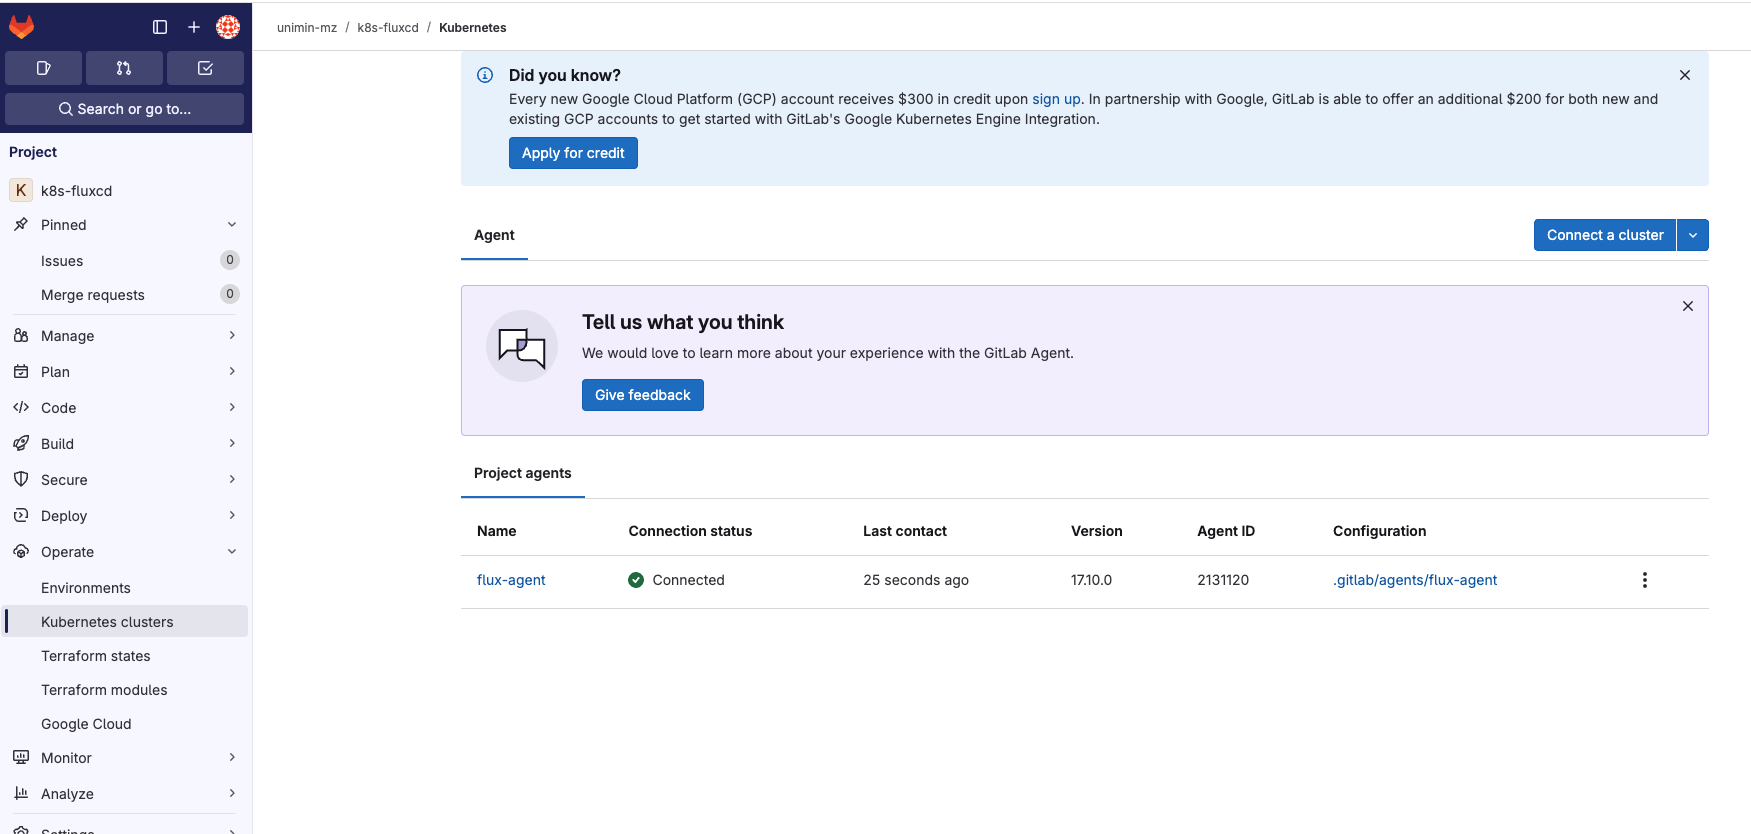 unimin-mz / k8s-fluxcd / Kubernetes
Search or go to...
Project
K k8s-fluxcd
Pinned
Issues 0
Merge requests 0
Manage
Plan
Code
Build
Secure
Deploy
Operate
Environments
Kubernetes clusters
Terraform states
Terraform modules
Google Cloud
Monitor
Analyze
Settings
Did you know?
Every new Google Cloud Platform (GCP) account receives $300 in credit upon sign up. In partnership with Google, GitLab is able to offer an additional $200 for both new and
existing GCP accounts to get started with GitLab's Google Kubernetes Engine Integration.
Apply for credit
Agent
Connect a cluster
Tell us what you think
We would love to learn more about your experience with the GitLab Agent.
Give feedback
Project agents
Name Connection status Last contact Version Agent ID Configuration
flux-agent Connected 25 seconds ago 17.10.0 2131120 .gitlab/agents/flux-agent